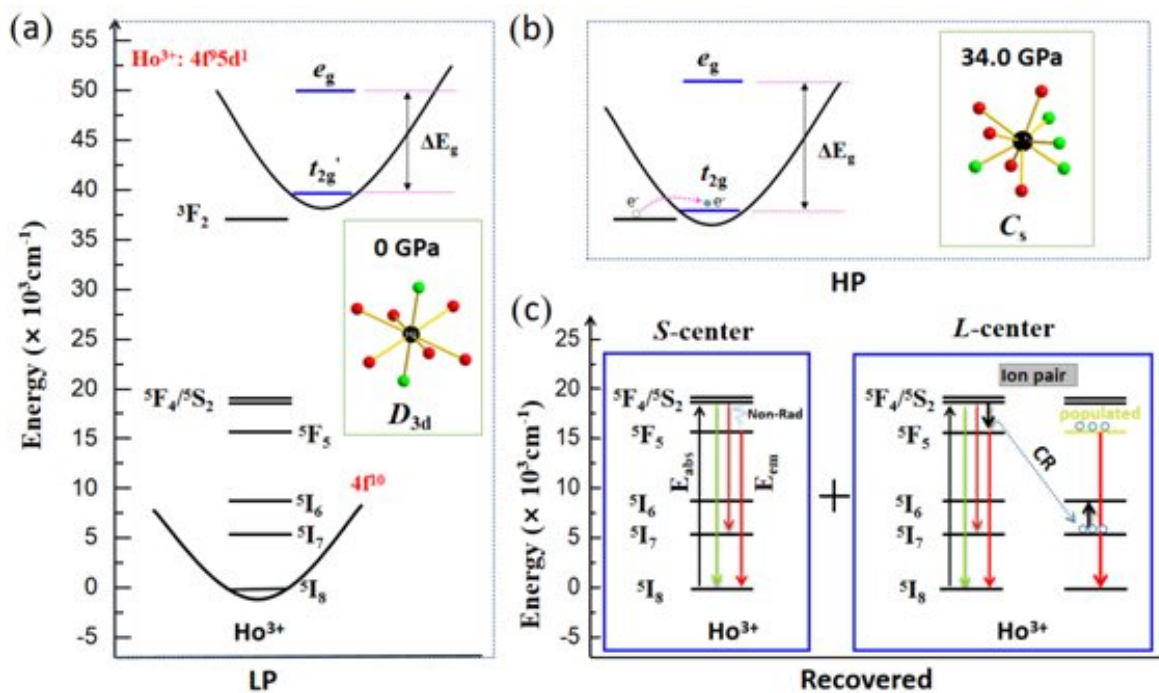 (a)
55
50
45
40
35
30
25
20
15
10
5
0
-5
Energy (× 10³cm⁻¹)
Ho³⁺: 4f⁹5d¹
e_g
ΔE_g
t_2g'
³F₂
0 GPa
D_3d
⁵F₄/⁵S₂
⁵F₅
4f¹⁰
⁵I₆
⁵I₇
⁵I₈
Ho³⁺
LP
(b)
e_g
ΔE_g
t_2g
e⁻
e⁻
34.0 GPa
C_s
HP
(c)
25
20
15
10
5
0
-5
Energy (× 10³cm⁻¹)
S-center
⁵F₄/⁵S₂
Non-Rad
⁵F₅
E_abs
E_em
⁵I₆
⁵I₇
⁵I₈
Ho³⁺
+
L-center
Ion pair
⁵F₄/⁵S₂
populated
⁵F₅
CR
⁵I₆
⁵I₇
⁵I₈
Ho³⁺
Recovered